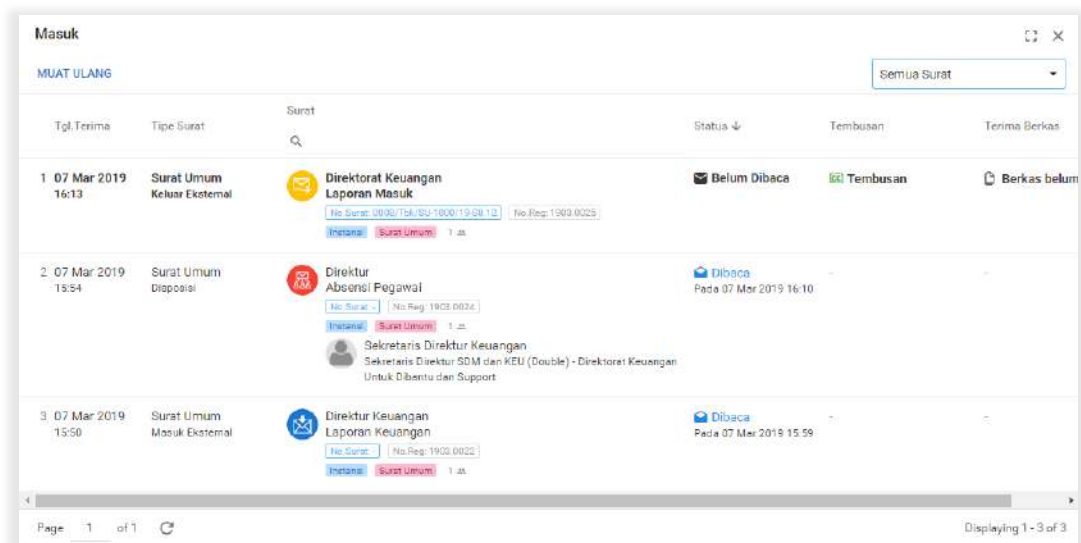 Masuk
MUAT ULANG
Semua Surat
Tgl.Terima Tipe Surat Surat Status Tembusan Terima Berkas
1 07 Mar 2019 Surat Umum Direktorat Keuangan Belum Dibaca Tembusan Berkas belum
16:13 Keluar Eksternal Laporan Masuk
No.Reg: 1903.0025
Instansi Surat Umum 1
2 07 Mar 2019 Surat Umum Direktur Dibaca -
15:54 Disposisi Absensi Pegawai Pada 07 Mar 2019 16:10
No.Surat: - No.Reg: 1903.0024
Instansi Surat Umum 1
Sekretaris Direktur Keuangan
Sekretaris Direktur SDM dan KEU (Double) - Direktorat Keuangan
Untuk Dibantu dan Support
3 07 Mar 2019 Surat Umum Direktur Keuangan Dibaca - -
15:50 Masuk Eksternal Laporan Keuangan Pada 07 Mar 2019 15:59
No.Surat: - No.Reg: 1903.0022
Instansi Surat Umum 1
Page 1 of 1 Displaying 1 - 3 of 3